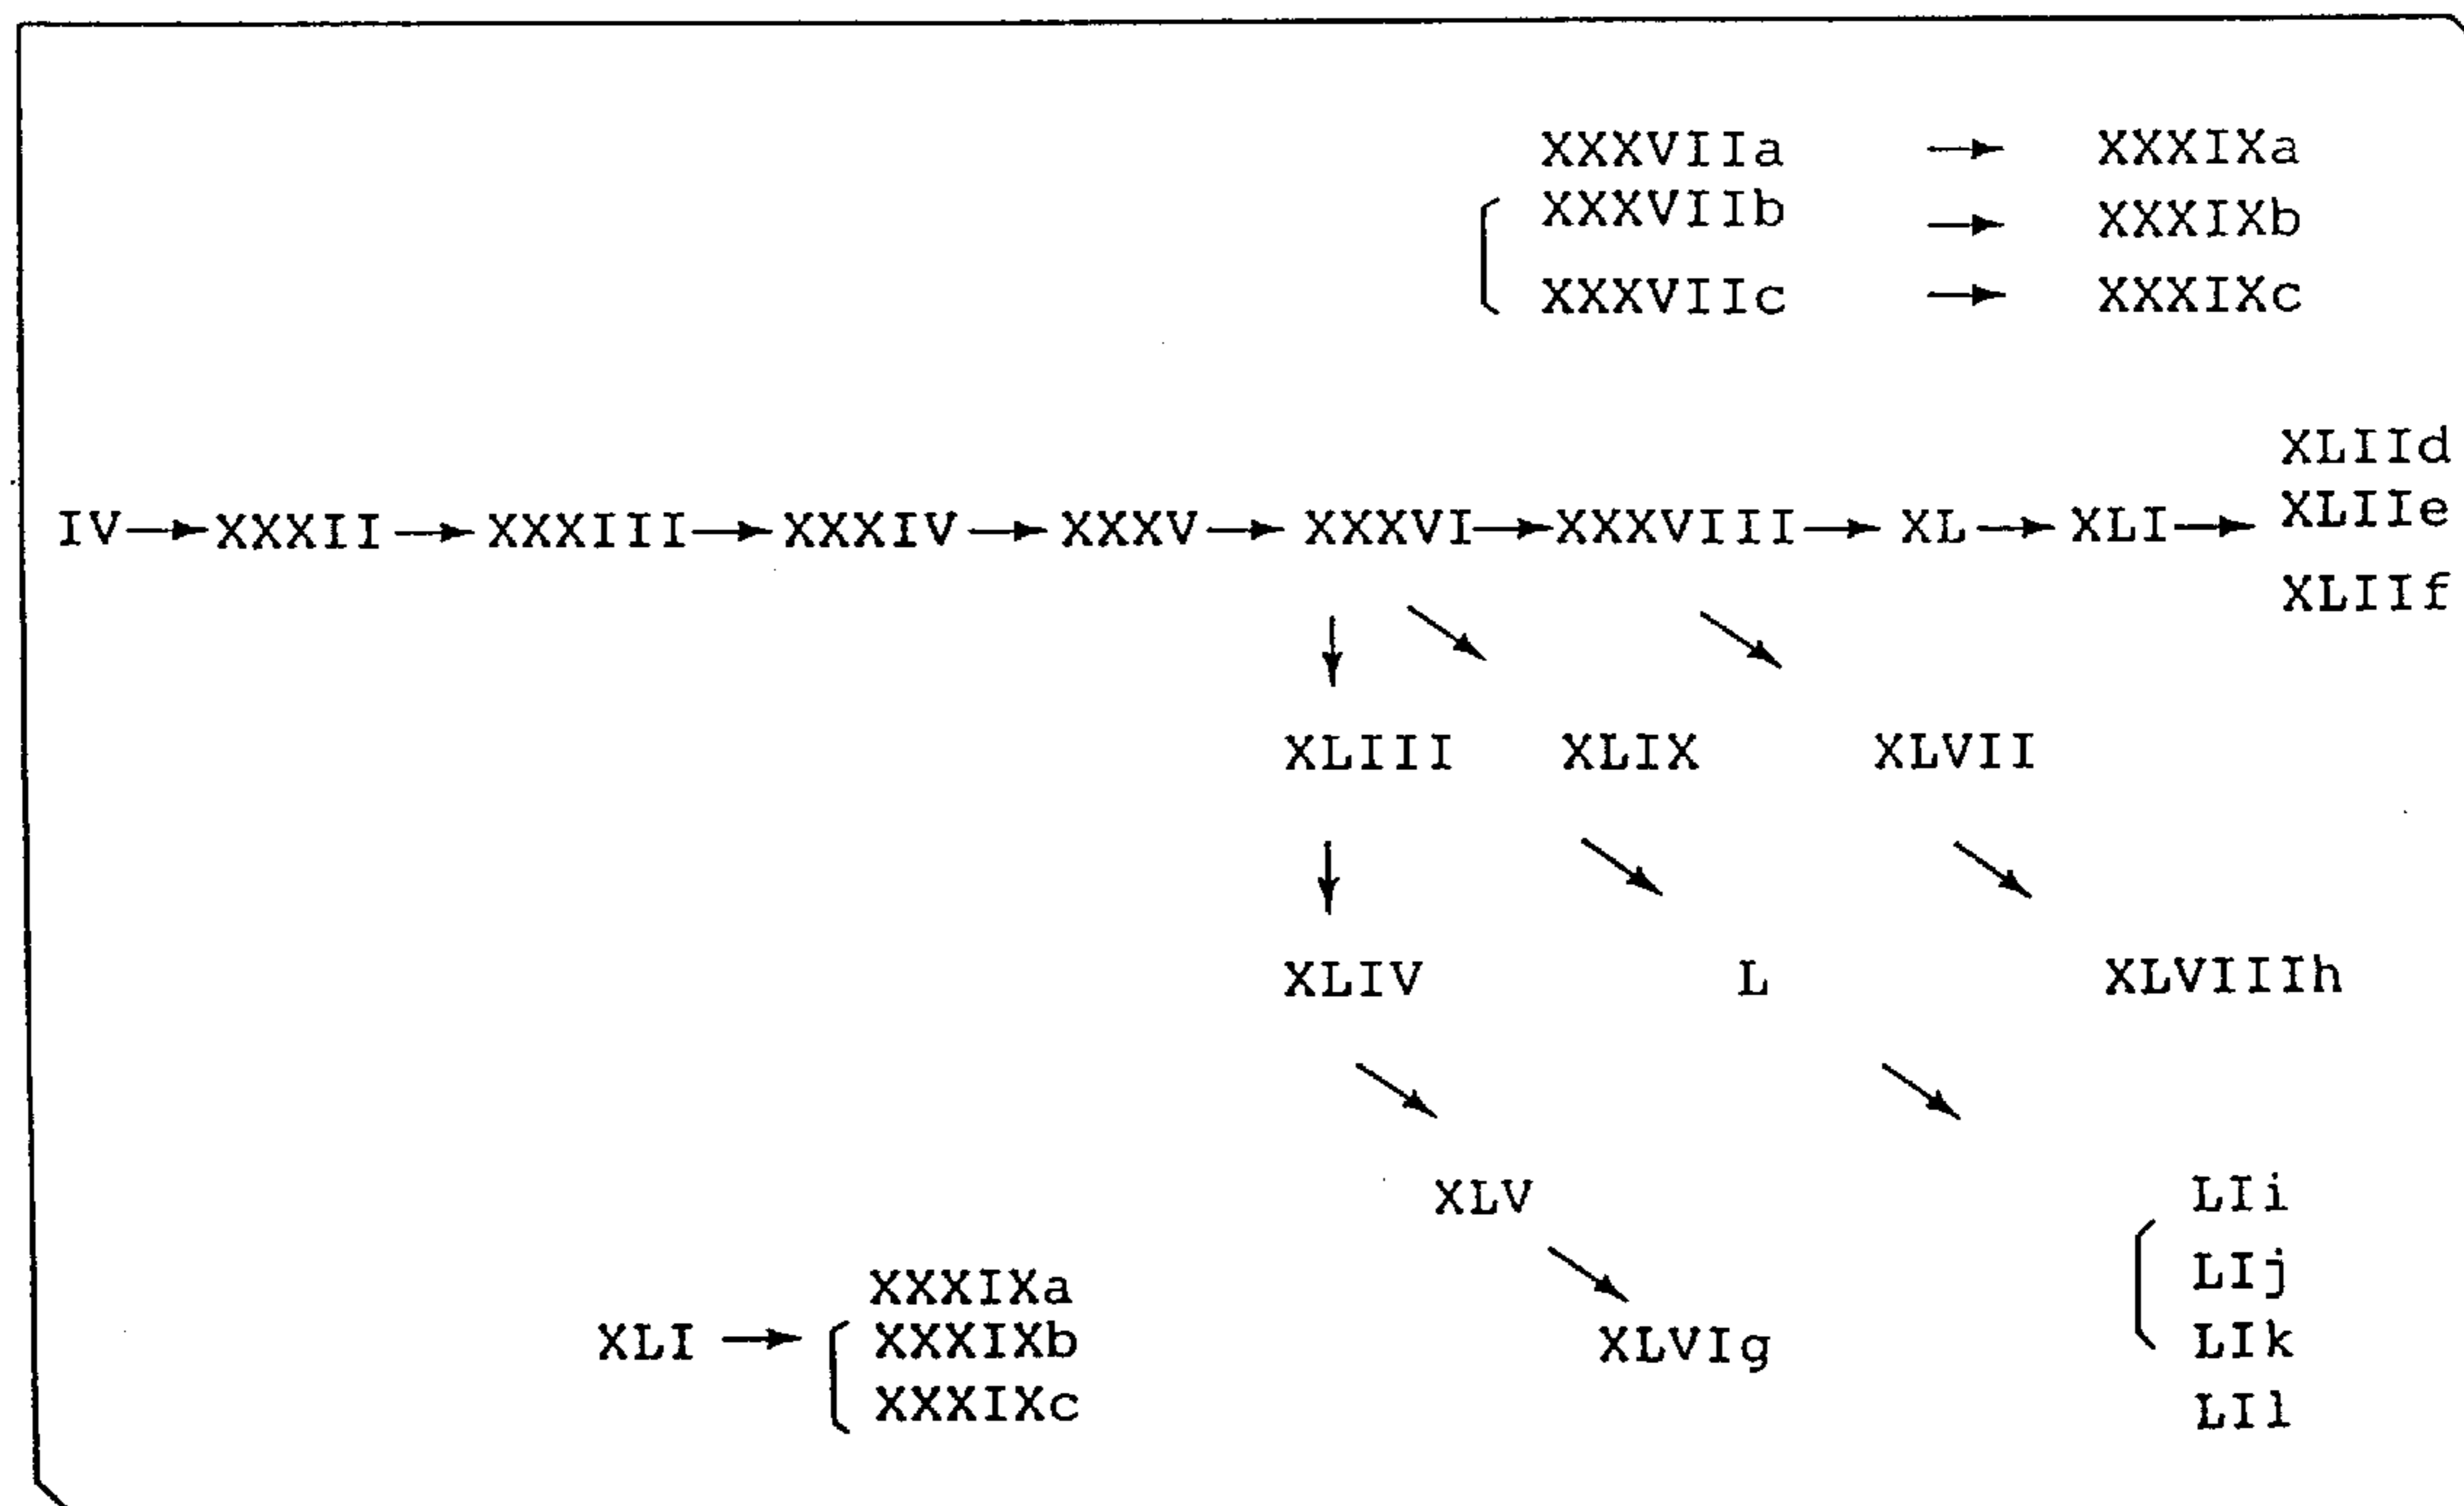 XXXVIIa → XXXIXa
XXXVIIb → XXXIXb
XXXVIIc → XXXIXc
XLIId
IV → XXXII → XXXIII → XXXIV → XXXV → XXXVI → XXXVIII → XL → XLI → XLIIe
XLIIf
XLIII XLIX XLVII
XLIV L XLVIIIh
XLV LIi
XXXIXa LIj
XLI → XXXIXb XLVIg LIk
XXXIXc LIl